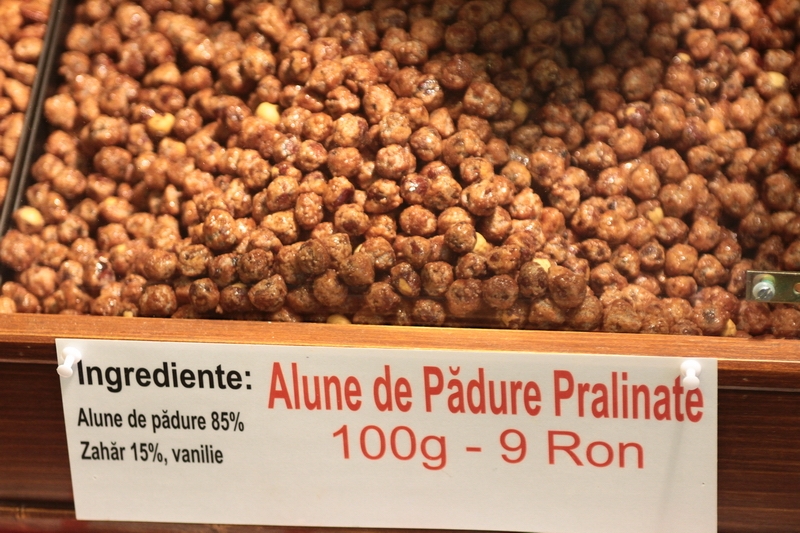 Ingrediente:
Alune de pădure 85%
Zahăr 15%, vanilie
Alune de Pădure Pralinate
100g - 9 Ron